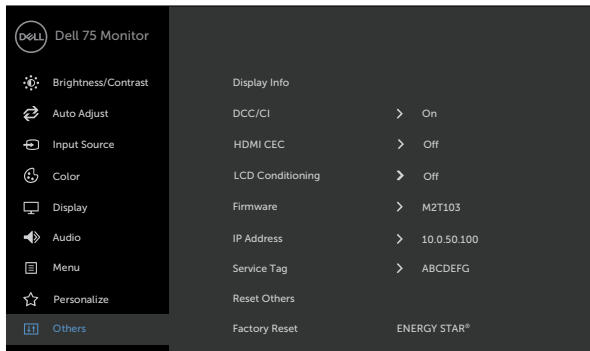 DELL Dell 75 Monitor
Brightness/Contrast Display Info
Auto Adjust DCC/CI > On
Input Source HDMI CEC > Off
Color LCD Conditioning > Off
Display Firmware > M2T103
Audio IP Address > 10.0.50.100
Menu Service Tag > ABCDEFG
Personalize Reset Others
Others Factory Reset ENERGY STAR®